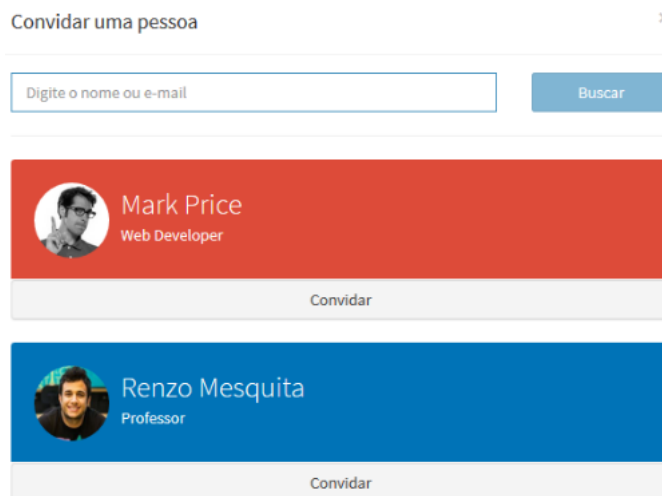 Convidar uma pessoa
Digite o nome ou e-mail
Buscar
Mark Price
Web Developer
Convidar
Renzo Mesquita
Professor
Convidar